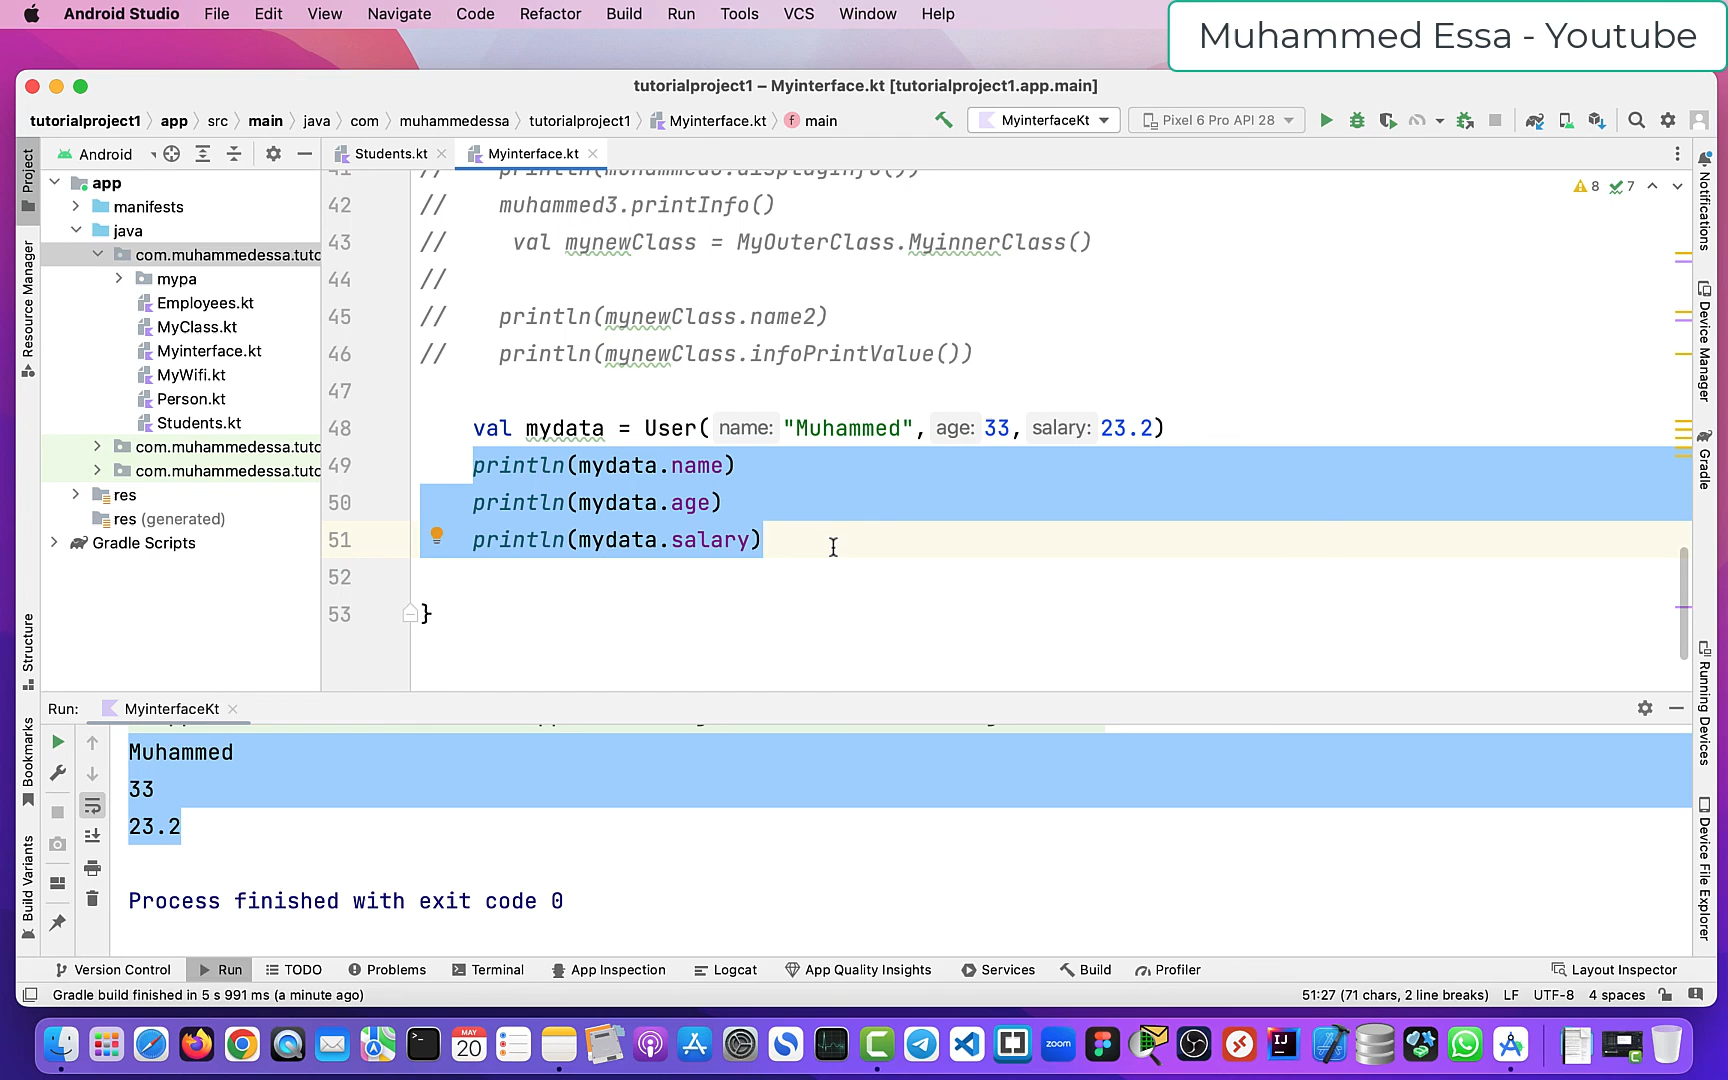 Android Studio File Edit View Navigate Code Refactor Build Run Tools VCS Window Help
Muhammed Essa - Youtube
tutorialproject1 – Myinterface.kt [tutorialproject1.app.main]
tutorialproject1 app src main java com muhammedessa tutorialproject1 Myinterface.kt main MyinterfaceKt Pixel 6 Pro API 28
Android Students.kt Myinterface.kt
Project
Resource Manager
Structure
Bookmarks
Build Variants
app
manifests
java
com.muhammedessa.tuto
mypa
Employees.kt
MyClass.kt
Myinterface.kt
MyWifi.kt
Person.kt
Students.kt
com.muhammedessa.tuto
com.muhammedessa.tuto
res
res (generated)
Gradle Scripts
8 7
42 // muhammed3.printInfo()
43 // val mynewClass = MyOuterClass.MyinnerClass()
44 //
45 // println(mynewClass.name2)
46 // println(mynewClass.infoPrintValue())
47
48 val mydata = User( name: "Muhammed", age: 33, salary: 23.2)
49 println(mydata.name)
50 println(mydata.age)
51 println(mydata.salary)
52
53 }
Notifications
Device Manager
Gradle
Running Devices
Device File Explorer
Run: MyinterfaceKt
Muhammed
33
23.2
Process finished with exit code 0
Version Control Run TODO Problems Terminal App Inspection Logcat App Quality Insights Services Build Profiler Layout Inspector
Gradle build finished in 5 s 991 ms (a minute ago) 51:27 (71 chars, 2 line breaks) LF UTF-8 4 spaces
MAY
20
zoom
IJ